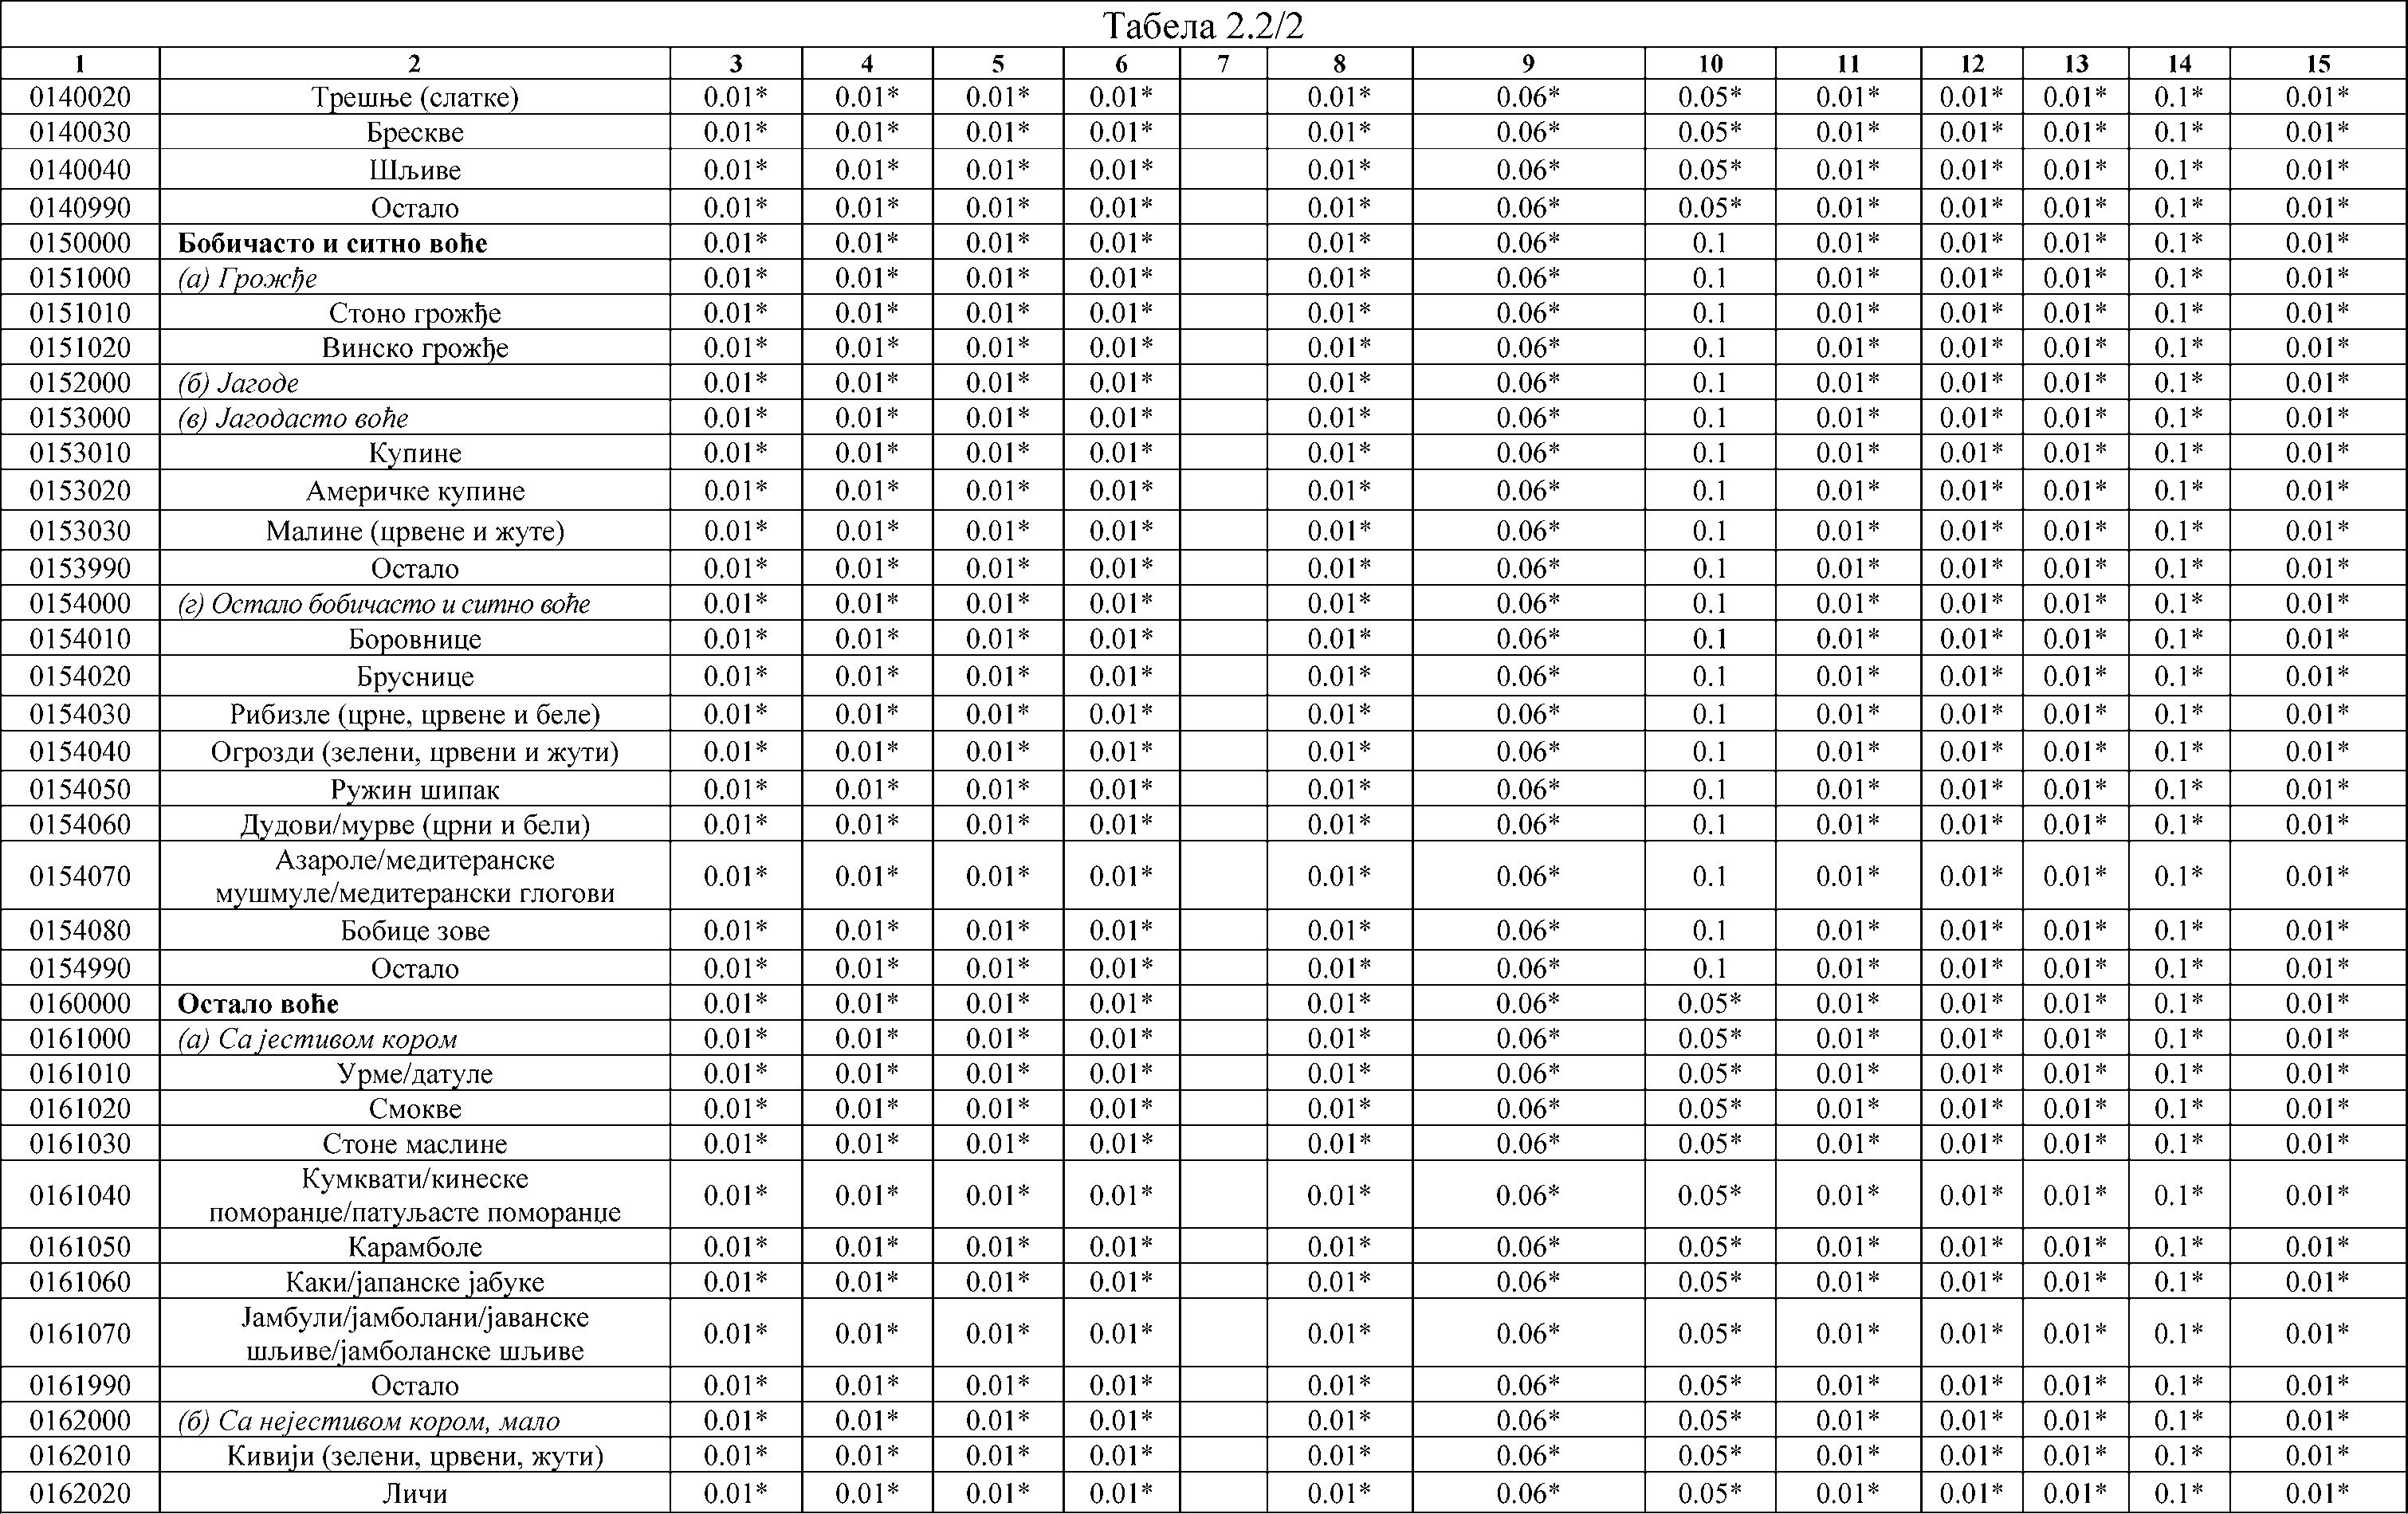 Табела 2.2/2
1 2 3 4 5 6 7 8 9 10 11 12 13 14 15
0140020 Трешње (слатке) 0.01* 0.01* 0.01* 0.01* 0.01* 0.06* 0.05* 0.01* 0.01* 0.01* 0.1* 0.01*
0140030 Брескве 0.01* 0.01* 0.01* 0.01* 0.01* 0.06* 0.05* 0.01* 0.01* 0.01* 0.1* 0.01*
0140040 Шљиве 0.01* 0.01* 0.01* 0.01* 0.01* 0.06* 0.05* 0.01* 0.01* 0.01* 0.1* 0.01*
0140990 Остало 0.01* 0.01* 0.01* 0.01* 0.01* 0.06* 0.05* 0.01* 0.01* 0.01* 0.1* 0.01*
0150000 Бобичасто и ситно воће 0.01* 0.01* 0.01* 0.01* 0.01* 0.06* 0.1 0.01* 0.01* 0.01* 0.1* 0.01*
0151000 (а) Грожђе 0.01* 0.01* 0.01* 0.01* 0.01* 0.06* 0.1 0.01* 0.01* 0.01* 0.1* 0.01*
0151010 Стоно грожђе 0.01* 0.01* 0.01* 0.01* 0.01* 0.06* 0.1 0.01* 0.01* 0.01* 0.1* 0.01*
0151020 Винско грожђе 0.01* 0.01* 0.01* 0.01* 0.01* 0.06* 0.1 0.01* 0.01* 0.01* 0.1* 0.01*
0152000 (б) Јагоде 0.01* 0.01* 0.01* 0.01* 0.01* 0.06* 0.1 0.01* 0.01* 0.01* 0.1* 0.01*
0153000 (в) Јагодасто воће 0.01* 0.01* 0.01* 0.01* 0.01* 0.06* 0.1 0.01* 0.01* 0.01* 0.1* 0.01*
0153010 Купине 0.01* 0.01* 0.01* 0.01* 0.01* 0.06* 0.1 0.01* 0.01* 0.01* 0.1* 0.01*
0153020 Америчке купине 0.01* 0.01* 0.01* 0.01* 0.01* 0.06* 0.1 0.01* 0.01* 0.01* 0.1* 0.01*
0153030 Малине (црвене и жуте) 0.01* 0.01* 0.01* 0.01* 0.01* 0.06* 0.1 0.01* 0.01* 0.01* 0.1* 0.01*
0153990 Остало 0.01* 0.01* 0.01* 0.01* 0.01* 0.06* 0.1 0.01* 0.01* 0.01* 0.1* 0.01*
0154000 (г) Остало бобичасто и ситно воће 0.01* 0.01* 0.01* 0.01* 0.01* 0.06* 0.1 0.01* 0.01* 0.01* 0.1* 0.01*
0154010 Боровнице 0.01* 0.01* 0.01* 0.01* 0.01* 0.06* 0.1 0.01* 0.01* 0.01* 0.1* 0.01*
0154020 Бруснице 0.01* 0.01* 0.01* 0.01* 0.01* 0.06* 0.1 0.01* 0.01* 0.01* 0.1* 0.01*
0154030 Рибизле (црне, црвене и беле) 0.01* 0.01* 0.01* 0.01* 0.01* 0.06* 0.1 0.01* 0.01* 0.01* 0.1* 0.01*
0154040 Огрозди (зелени, црвени и жути) 0.01* 0.01* 0.01* 0.01* 0.01* 0.06* 0.1 0.01* 0.01* 0.01* 0.1* 0.01*
0154050 Ружин шипак 0.01* 0.01* 0.01* 0.01* 0.01* 0.06* 0.1 0.01* 0.01* 0.01* 0.1* 0.01*
0154060 Дудови/мурве (црни и бели) 0.01* 0.01* 0.01* 0.01* 0.01* 0.06* 0.1 0.01* 0.01* 0.01* 0.1* 0.01*
Азароле/медитеранске
0154070 мушмуле/медитерански глогови 0.01* 0.01* 0.01* 0.01* 0.01* 0.06* 0.1 0.01* 0.01* 0.01* 0.1* 0.01*
0154080 Бобице зове 0.01* 0.01* 0.01* 0.01* 0.01* 0.06* 0.1 0.01* 0.01* 0.01* 0.1* 0.01*
0154990 Остало 0.01* 0.01* 0.01* 0.01* 0.01* 0.06* 0.1 0.01* 0.01* 0.01* 0.1* 0.01*
0160000 Остало воће 0.01* 0.01* 0.01* 0.01* 0.01* 0.06* 0.05* 0.01* 0.01* 0.01* 0.1* 0.01*
0161000 (а) Са јестивом кором 0.01* 0.01* 0.01* 0.01* 0.01* 0.06* 0.05* 0.01* 0.01* 0.01* 0.1* 0.01*
0161010 Урме/датуле 0.01* 0.01* 0.01* 0.01* 0.01* 0.06* 0.05* 0.01* 0.01* 0.01* 0.1* 0.01*
0161020 Смокве 0.01* 0.01* 0.01* 0.01* 0.01* 0.06* 0.05* 0.01* 0.01* 0.01* 0.1* 0.01*
0161030 Стоне маслине 0.01* 0.01* 0.01* 0.01* 0.01* 0.06* 0.05* 0.01* 0.01* 0.01* 0.1* 0.01*
Кумквати/кинеске
0161040 поморанџе/патуљасте поморанџе 0.01* 0.01* 0.01* 0.01* 0.01* 0.06* 0.05* 0.01* 0.01* 0.01* 0.1* 0.01*
0161050 Карамболе 0.01* 0.01* 0.01* 0.01* 0.01* 0.06* 0.05* 0.01* 0.01* 0.01* 0.1* 0.01*
0161060 Каки/јапанске јабуке 0.01* 0.01* 0.01* 0.01* 0.01* 0.06* 0.05* 0.01* 0.01* 0.01* 0.1* 0.01*
Јамбули/јамболани/јаванске
0161070 шљиве/јамболанске шљиве 0.01* 0.01* 0.01* 0.01* 0.01* 0.06* 0.05* 0.01* 0.01* 0.01* 0.1* 0.01*
0161990 Остало 0.01* 0.01* 0.01* 0.01* 0.01* 0.06* 0.05* 0.01* 0.01* 0.01* 0.1* 0.01*
0162000 (б) Са нејестивом кором, мало 0.01* 0.01* 0.01* 0.01* 0.01* 0.06* 0.05* 0.01* 0.01* 0.01* 0.1* 0.01*
0162010 Кивији (зелени, црвени, жути) 0.01* 0.01* 0.01* 0.01* 0.01* 0.06* 0.05* 0.01* 0.01* 0.01* 0.1* 0.01*
0162020 Личи 0.01* 0.01* 0.01* 0.01* 0.01* 0.06* 0.05* 0.01* 0.01* 0.01* 0.1* 0.01*